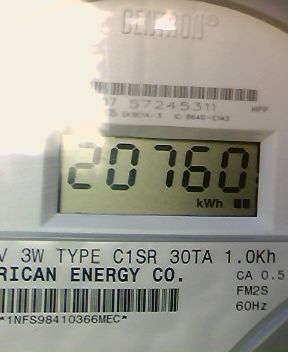 CENTRON®
57245311 HPP
20760
kWh
V 3W TYPE C1SR 30TA 1.0Kh
RICAN ENERGY CO. CA 0.5
FM2S
60Hz
*1NFS98410366MEC*